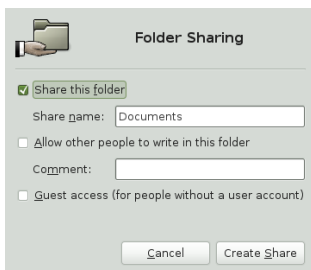 Folder Sharing
Share this folder
Share name: Documents
Allow other people to write in this folder
Comment:
Guest access (for people without a user account)
Cancel Create Share